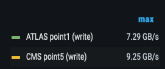 max
ATLAS point1 (write) 7.29 GB/s
CMS point5 (write) 9.25 GB/s